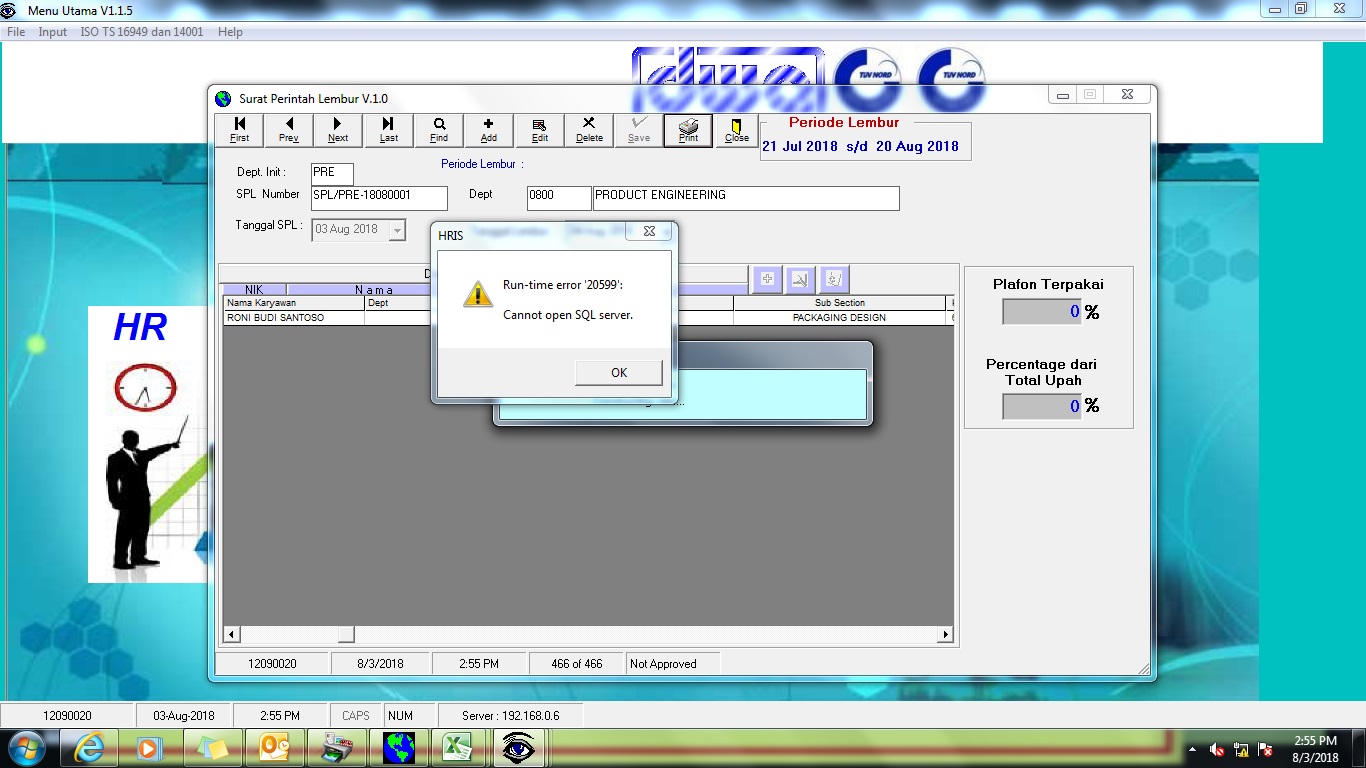 Menu Utama V1.1.5
File Input ISO TS 16949 dan 14001 Help
dwa
TUV NORD TUV NORD
Surat Perintah Lembur V.1.0
First Prev Next Last Find Add Edit Delete Save Print Close
Periode Lembur
21 Jul 2018 s/d 20 Aug 2018
Periode Lembur :
Dept. Init : PRE
SPL Number SPL/PRE-18080001 Dept 0800 PRODUCT ENGINEERING
Tanggal SPL : 03 Aug 2018
HRIS
Run-time error '20599':
Cannot open SQL server.
OK
NIK N a m a
Nama Karyawan Dept Sub Section
RONI BUDI SANTOSO PACKAGING DESIGN
Plafon Terpakai
0 %
Percentage dari
Total Upah
0 %
HR
12090020 8/3/2018 2:55 PM 466 of 466 Not Approved
12090020 03-Aug-2018 2:55 PM CAPS NUM Server : 192.168.0.6
2:55 PM
8/3/2018